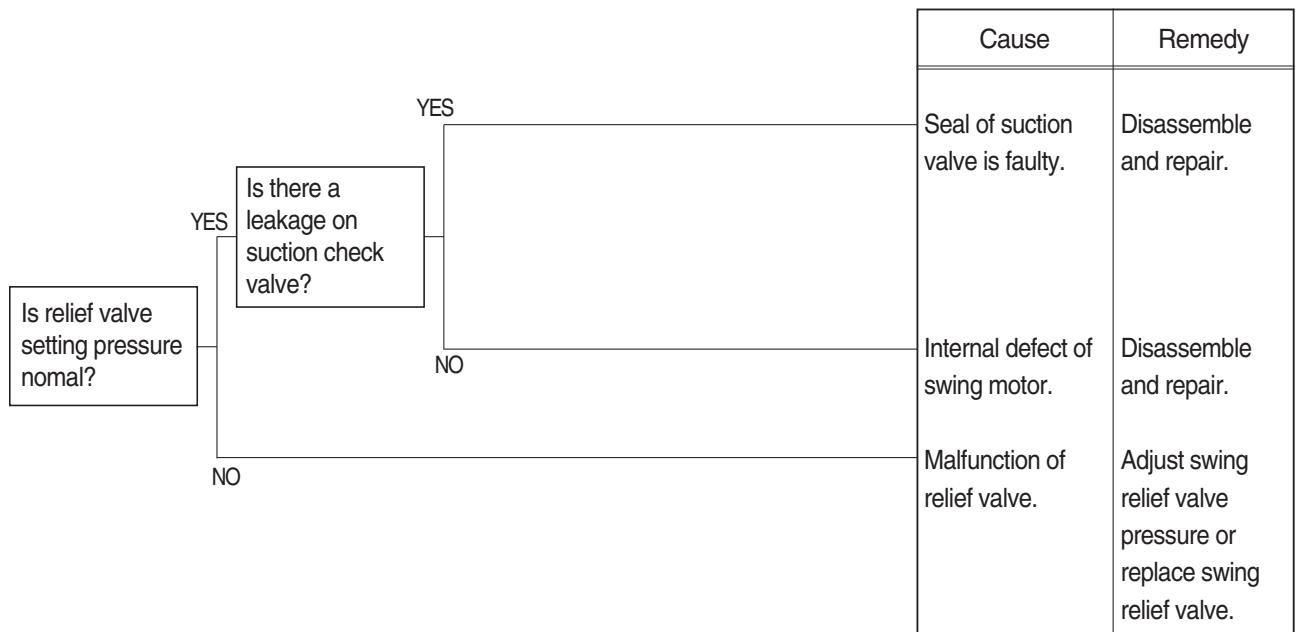 Cause
Remedy
YES
Seal of suction
valve is faulty.
Disassemble
and repair.
YES
Is there a
leakage on
suction check
valve?
Is relief valve
setting pressure
nomal?
NO
Internal defect of
swing motor.
Disassemble
and repair.
NO
Malfunction of
relief valve.
Adjust swing
relief valve
pressure or
replace swing
relief valve.